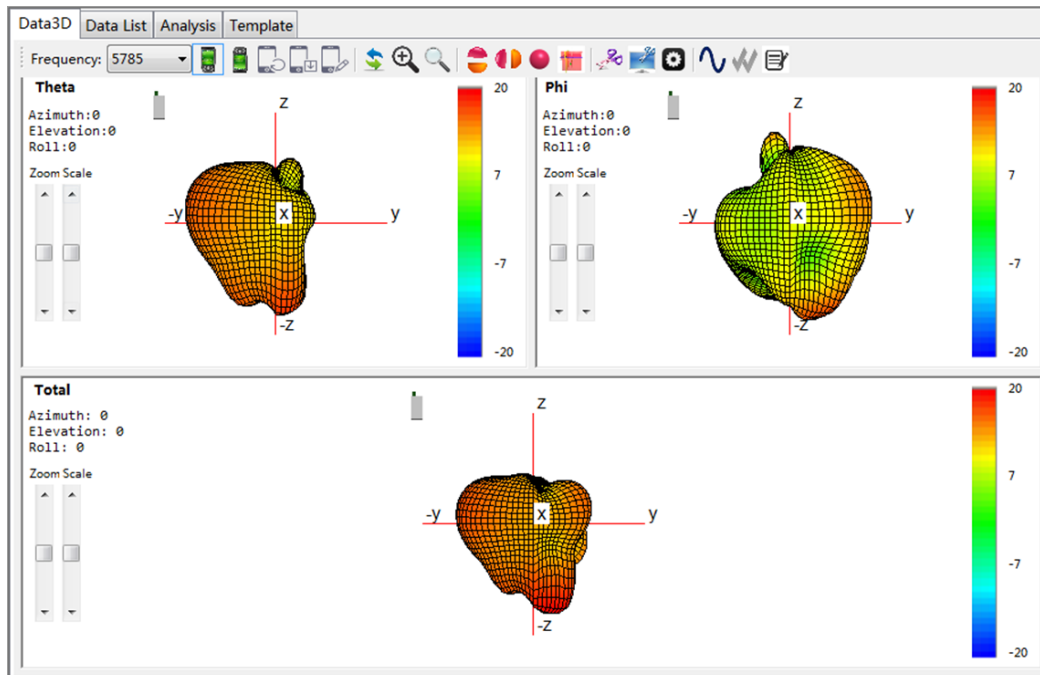 Data3D Data List Analysis Template
Frequency: 5785
Theta
Azimuth:0
Elevation:0
Roll:0
Zoom Scale
z
-y x y
-z
20
7
-7
-20
Phi
Azimuth:0
Elevation:0
Roll:0
Zoom Scale
z
-y x y
-z
20
7
-7
-20
Total
Azimuth: 0
Elevation: 0
Roll: 0
Zoom Scale
z
-y x y
-z
20
7
-7
-20